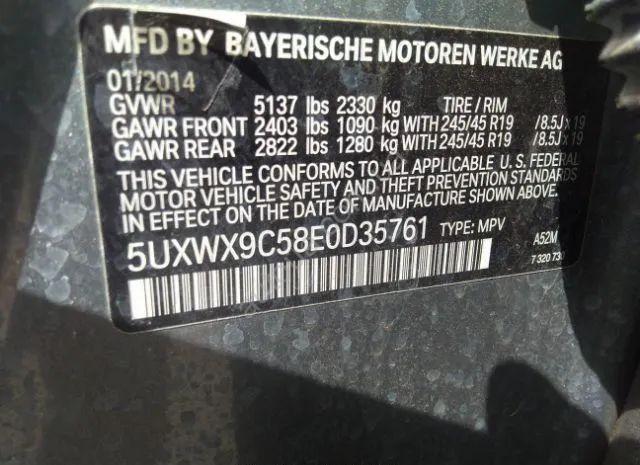 MFD BY BAYERISCHE MOTOREN WERKE AG
01/2014
GVWR 5137 lbs 2330 kg TIRE / RIM
GAWR FRONT 2403 lbs 1090 kg WITH 245/45 R19 /8.5J x 19
GAWR REAR 2822 lbs 1280 kg WITH 245/45 R19 /8.5J x 19
THIS VEHICLE CONFORMS TO ALL APPLICABLE U. S. FEDERAL
MOTOR VEHICLE SAFETY AND THEFT PREVENTION STANDARDS
IN EFFECT ON THE DATE OF MANUFACTURE SHOWN ABOVE.
5UXWX9C58E0D35761 TYPE: MPV A52M
7 320 730